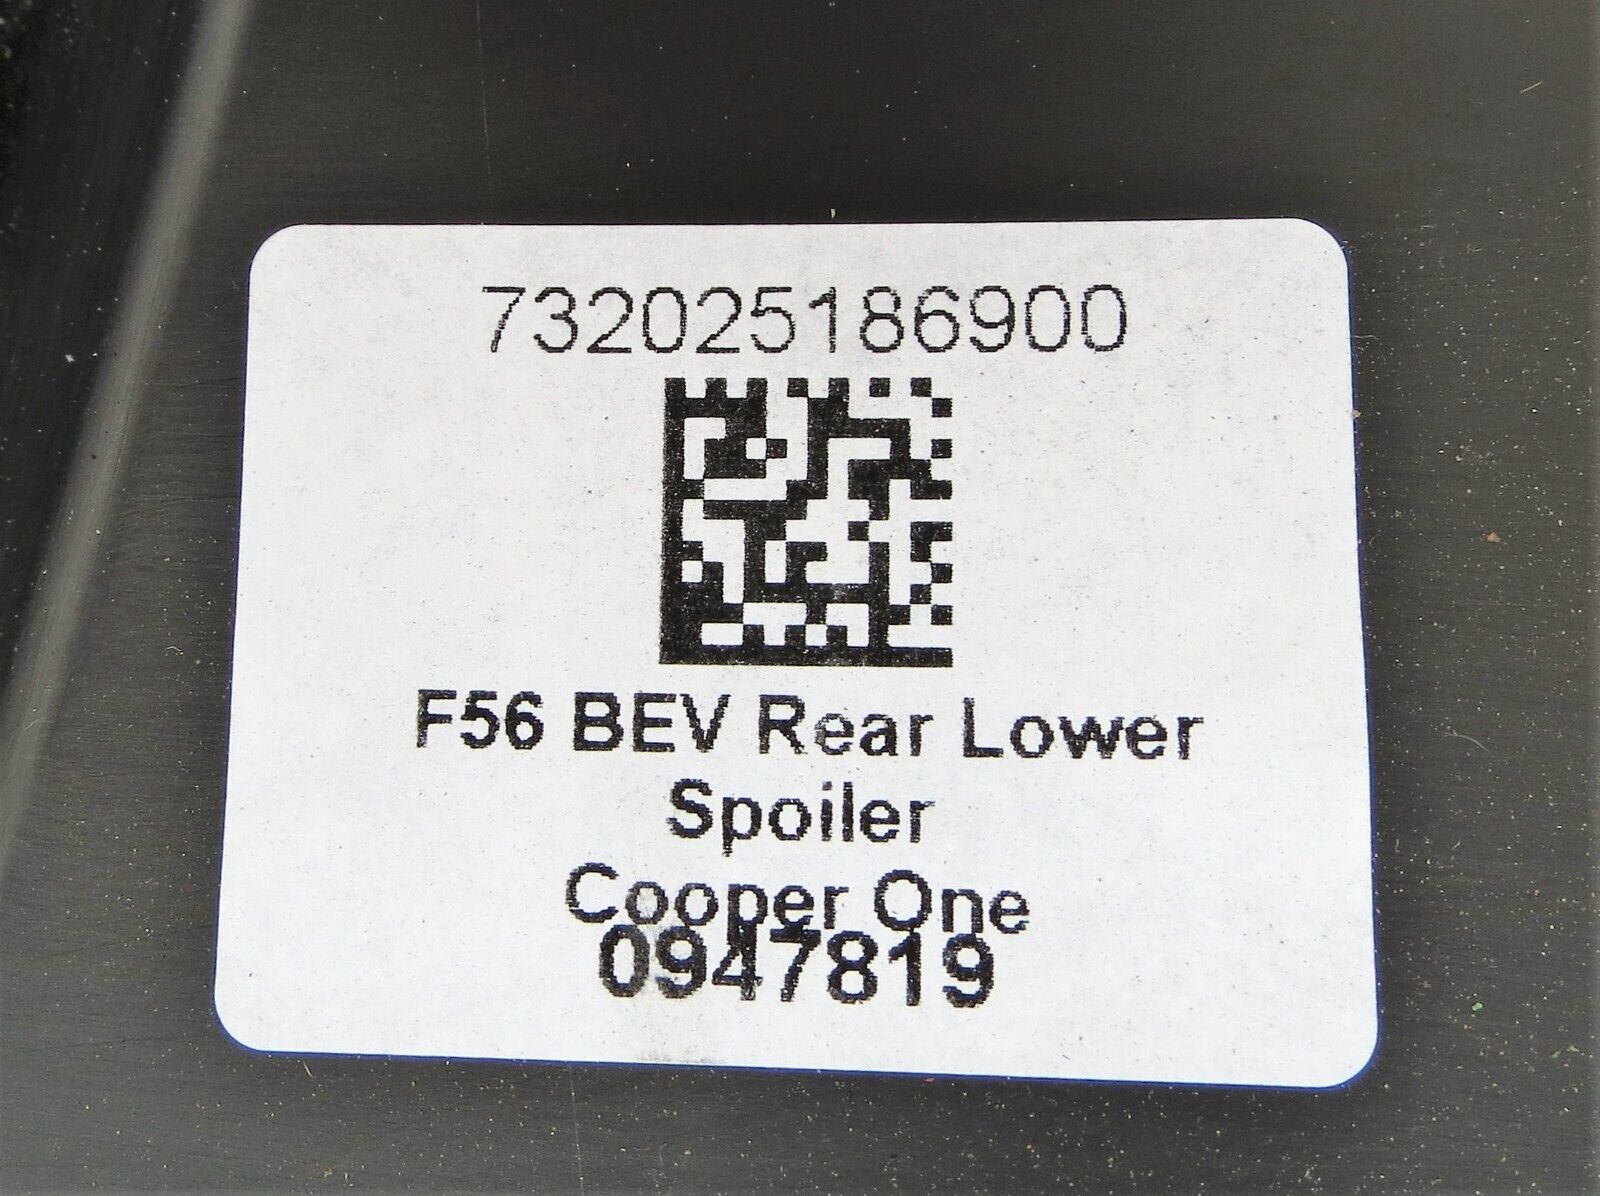 732025186900
F56 BEV Rear Lower
Spoiler
Cooper One
0947819